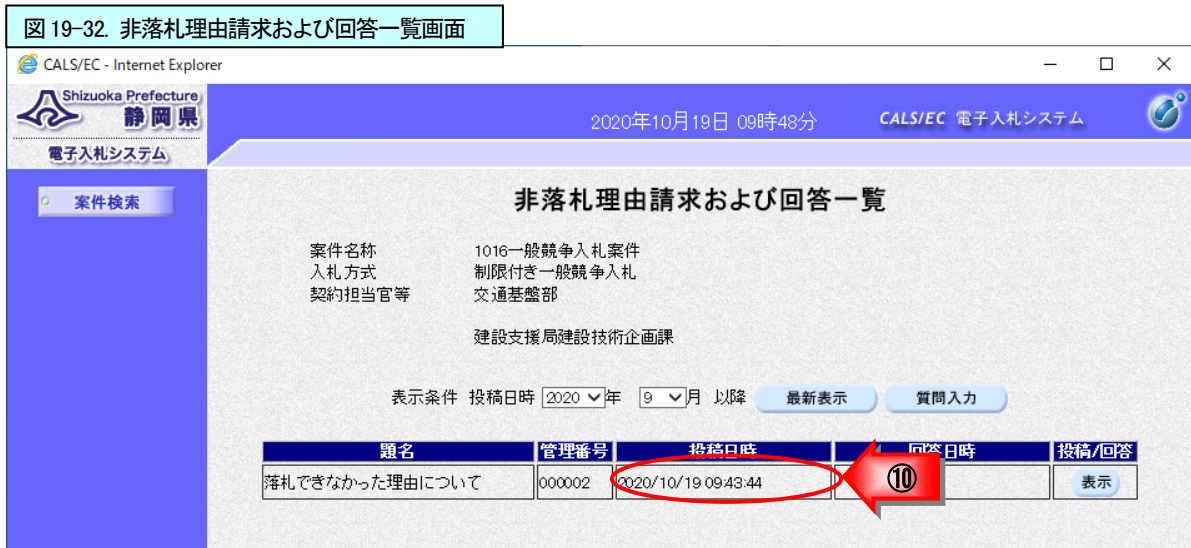 図 19-32. 非落札理由請求および回答一覧画面
CALS/EC - Internet Explorer
Shizuoka Prefecture
静岡県
2020年10月19日 09時48分
CALS/EC 電子入札システム
電子入札システム
案件検索
非落札理由請求および回答一覧
案件名称 1016一般競争入札案件
入札方式 制限付き一般競争入札
契約担当官等 交通基盤部
建設支援局建設技術企画課
表示条件 投稿日時 2020 年 9 月 以降 最新表示 質問入力
題名 管理番号 投稿日時 回答日時 投稿/回答
落札できなかった理由について 000002 2020/10/19 09:43:44 ⑩ 表示